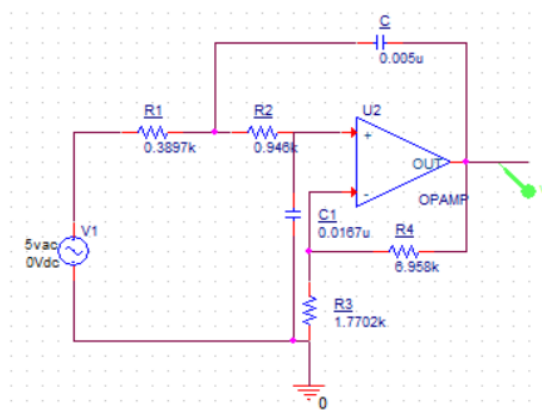 C
0.005u
R1
0.3897k
R2
0.946k
U2
+
-
OUT
OPAMP
C1
0.0167u
V1
5vac
0Vdc
R4
6.958k
R3
1.7702k
0